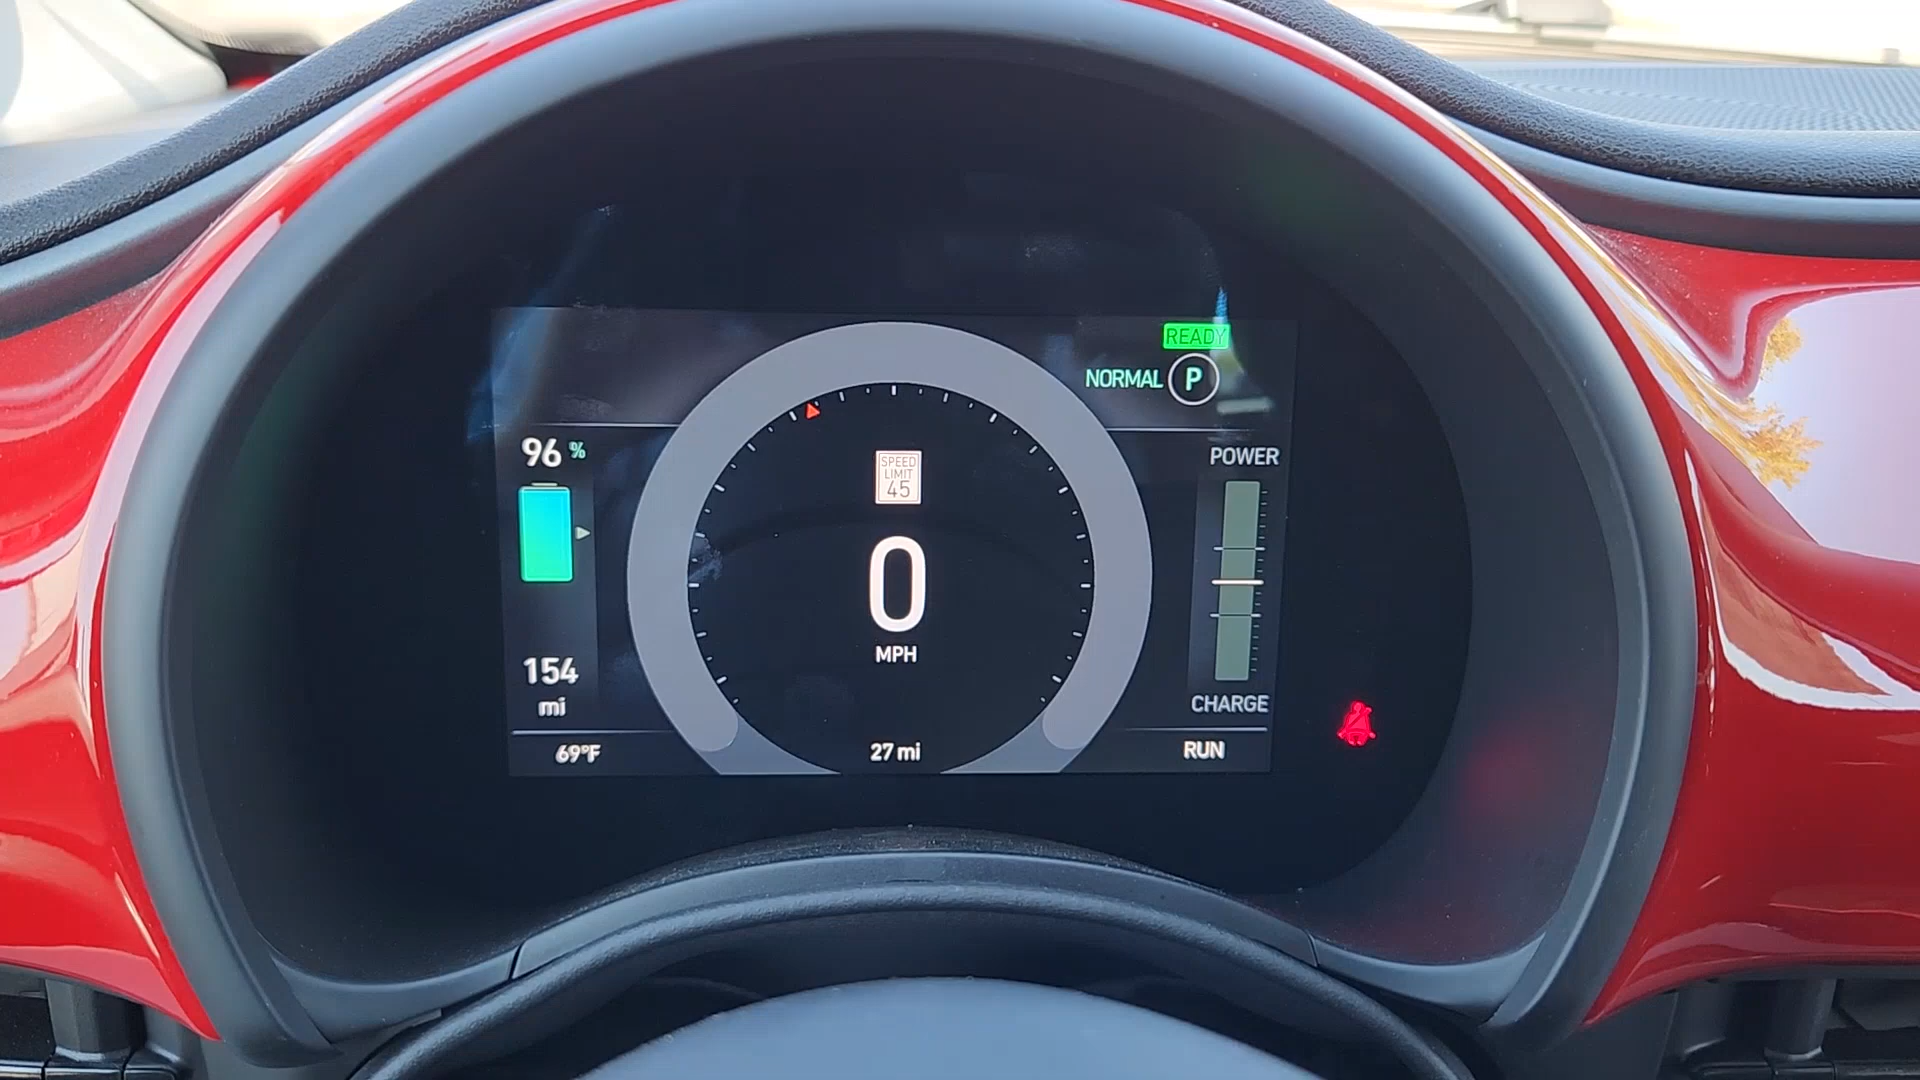 READY
NORMAL P
96 %
POWER
SPEED
LIMIT
45
0
MPH
154
mi
CHARGE
69°F
27 mi
RUN